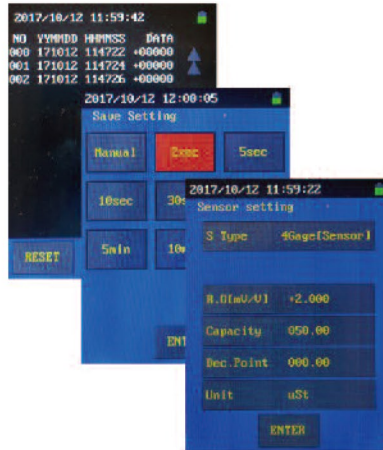 2017/10/12 11:59:42
NO YYMMDD HHMMSS DATA
000 171012 114722 +00000
001 171012 114724 +00000
002 171012 114726 +00000
RESET
2017/10/12 12:00:05
Save Setting
Manual 2sec 5sec
10sec
5min
2017/10/12 11:59:22
Sensor setting
S Type 4Gage[Sensor]
R.O[mV/V] +2.000
Capacity 050.00
Dec.Point 000.00
Unit uSt
ENTER